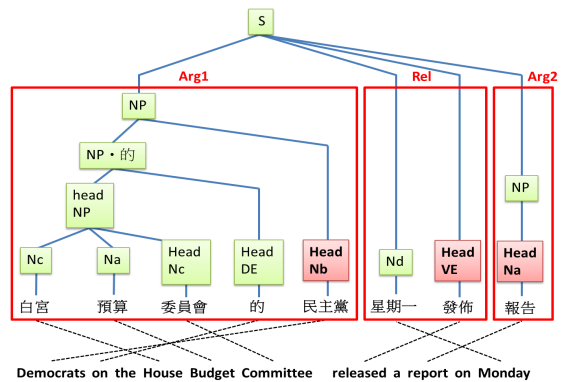 S
Arg1 Rel Arg2
NP
NP・的
NP
head NP
Nc Na Head Nc Head DE Head Nb Nd Head VE Head Na
白宮 預算 委員會 的 民主黨 星期一 發佈 報告
Democrats on the House Budget Committee released a report on Monday